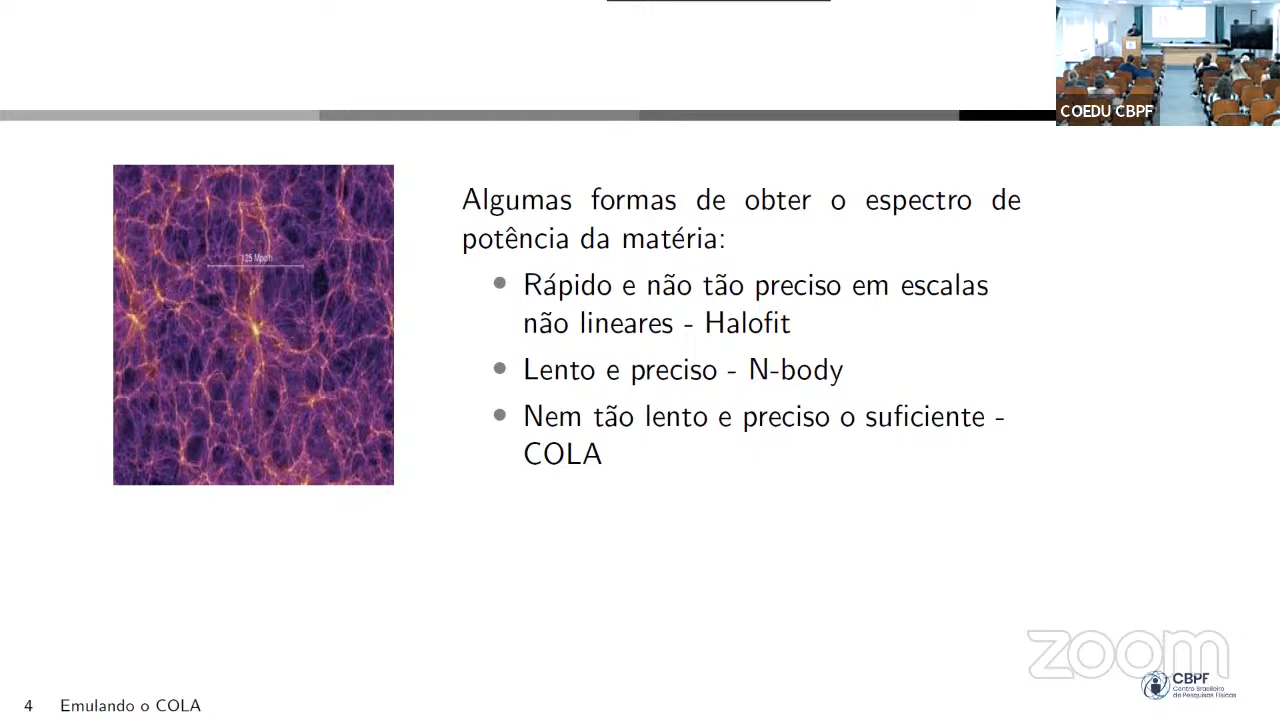 COEDU CBPF
125 Mpc/h
Algumas formas de obter o espectro de
potência da matéria:
Rápido e não tão preciso em escalas
não lineares - Halofit
Lento e preciso - N-body
Nem tão lento e preciso o suficiente -
COLA
zoom
CBPF
Centro Brasileiro
de Pesquisas Físicas
4 Emulando o COLA